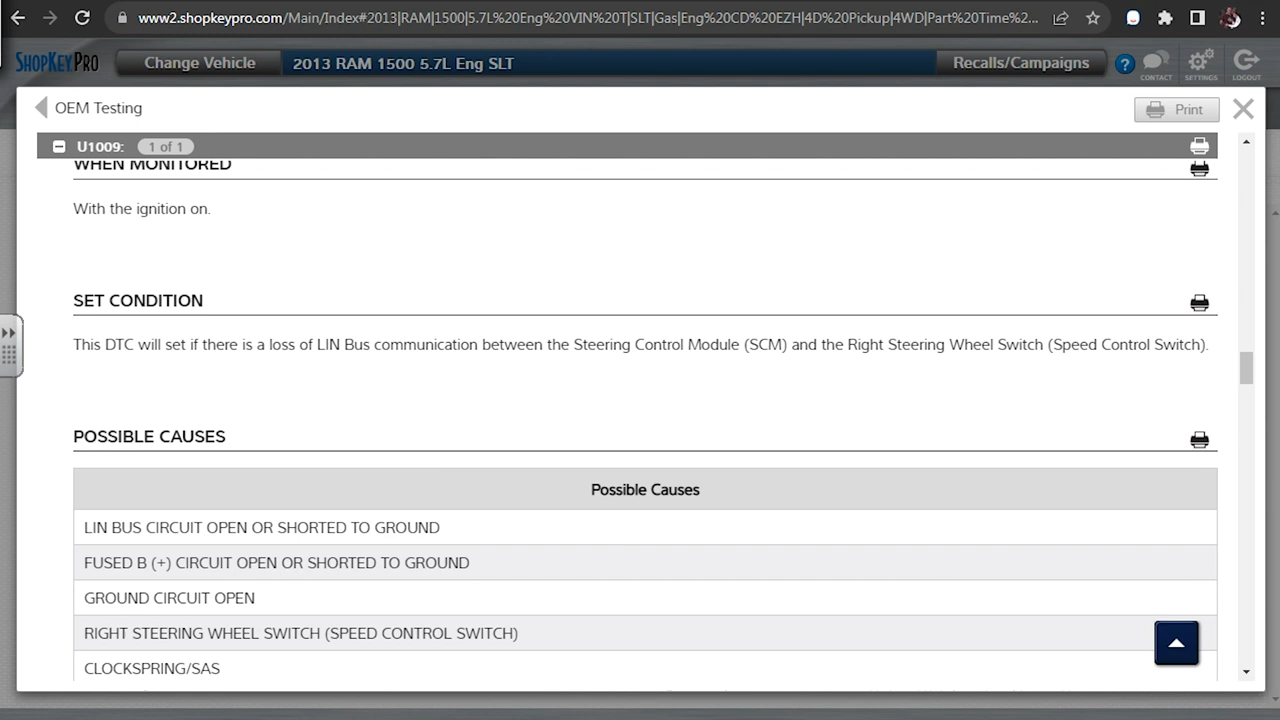 www2.shopkeypro.com/Main/Index#2013|RAM|1500|5.7L%20Eng%20VIN%20T|SLT|Gas|Eng%20CD%20EZH|4D%20Pickup|4WD|Part%20Time%2...
SHOPKEYPRO
Change Vehicle
2013 RAM 1500 5.7L Eng SLT
Recalls/Campaigns
?
CONTACT
SETTINGS
LOGOUT
OEM Testing
Print
U1009: 1 of 1
WHEN MONITORED
With the ignition on.
SET CONDITION
This DTC will set if there is a loss of LIN Bus communication between the Steering Control Module (SCM) and the Right Steering Wheel Switch (Speed Control Switch).
POSSIBLE CAUSES
Possible Causes
LIN BUS CIRCUIT OPEN OR SHORTED TO GROUND
FUSED B (+) CIRCUIT OPEN OR SHORTED TO GROUND
GROUND CIRCUIT OPEN
RIGHT STEERING WHEEL SWITCH (SPEED CONTROL SWITCH)
CLOCKSPRING/SAS